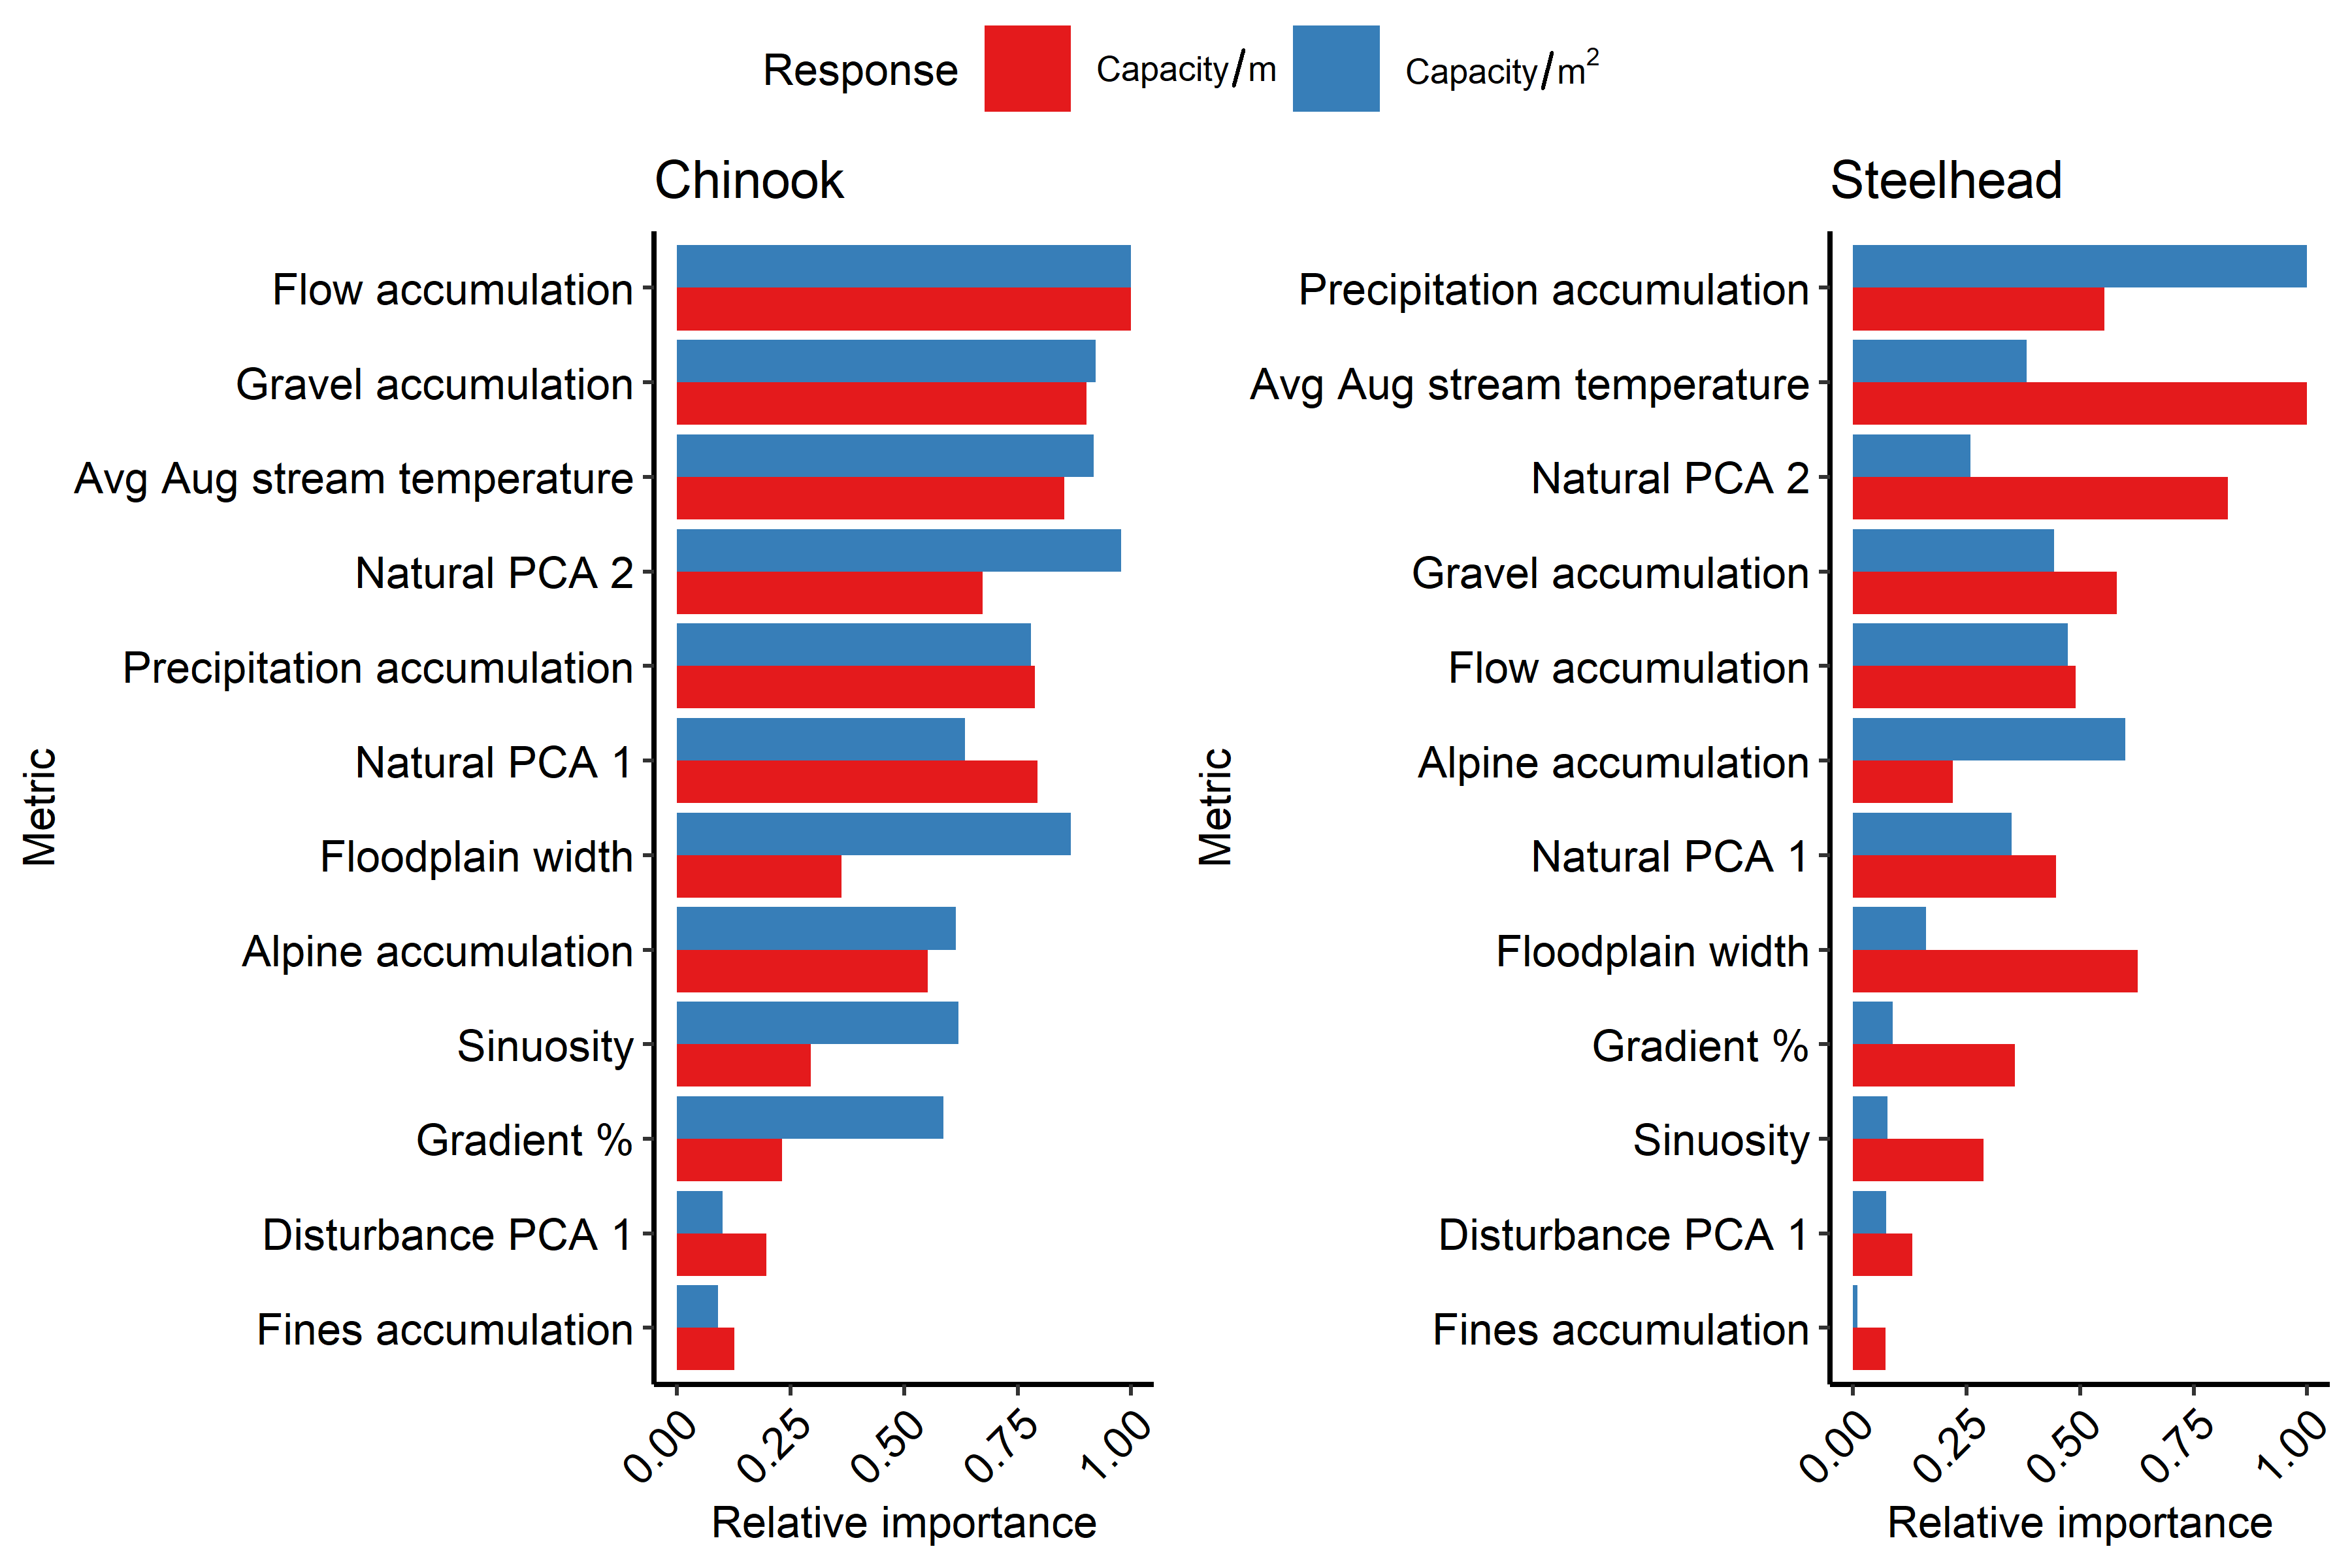 Response Capacity/m Capacity/m²
Chinook
Metric
Flow accumulation
Gravel accumulation
Avg Aug stream temperature
Natural PCA 2
Precipitation accumulation
Natural PCA 1
Floodplain width
Alpine accumulation
Sinuosity
Gradient %
Disturbance PCA 1
Fines accumulation
0.00 0.25 0.50 0.75 1.00
Relative importance
Steelhead
Metric
Precipitation accumulation
Avg Aug stream temperature
Natural PCA 2
Gravel accumulation
Flow accumulation
Alpine accumulation
Natural PCA 1
Floodplain width
Gradient %
Sinuosity
Disturbance PCA 1
Fines accumulation
0.00 0.25 0.50 0.75 1.00
Relative importance